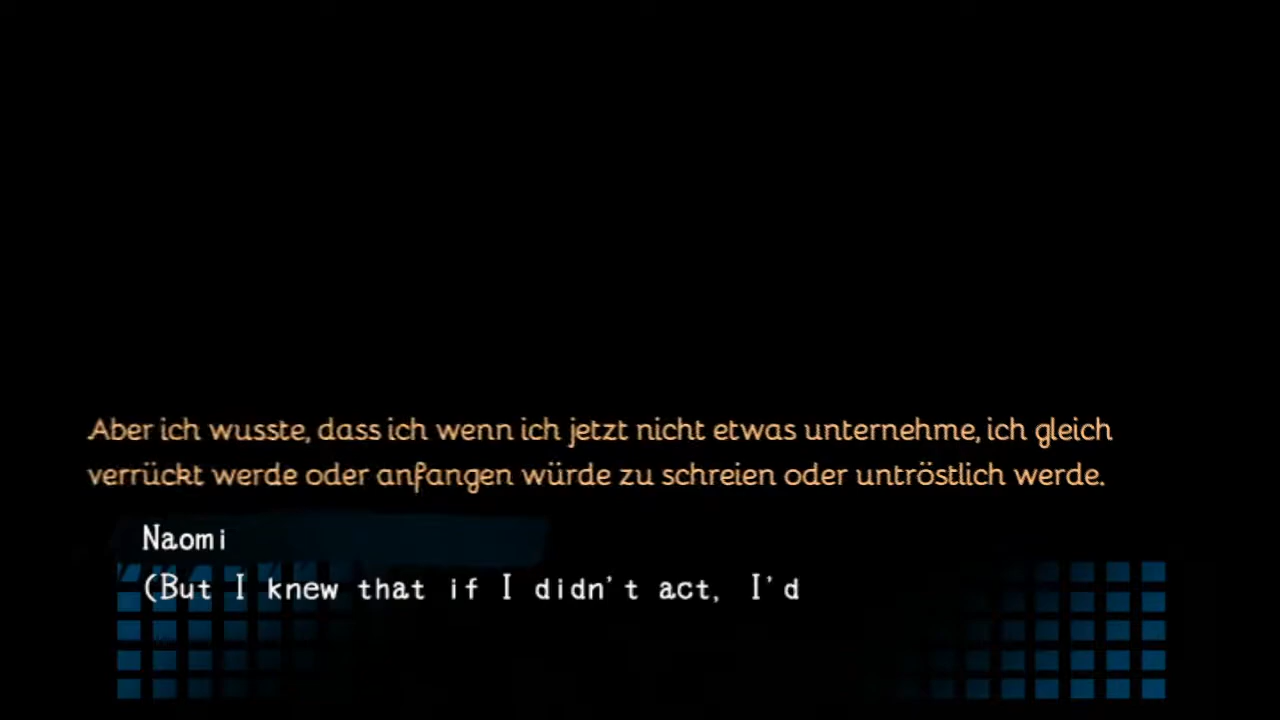 Aber ich wusste, dass ich wenn ich jetzt nicht etwas unternehme, ich gleich
verrückt werde oder anfangen würde zu schreien oder untröstlich werde.
Naomi
(But I knew that if I didn't act, I'd